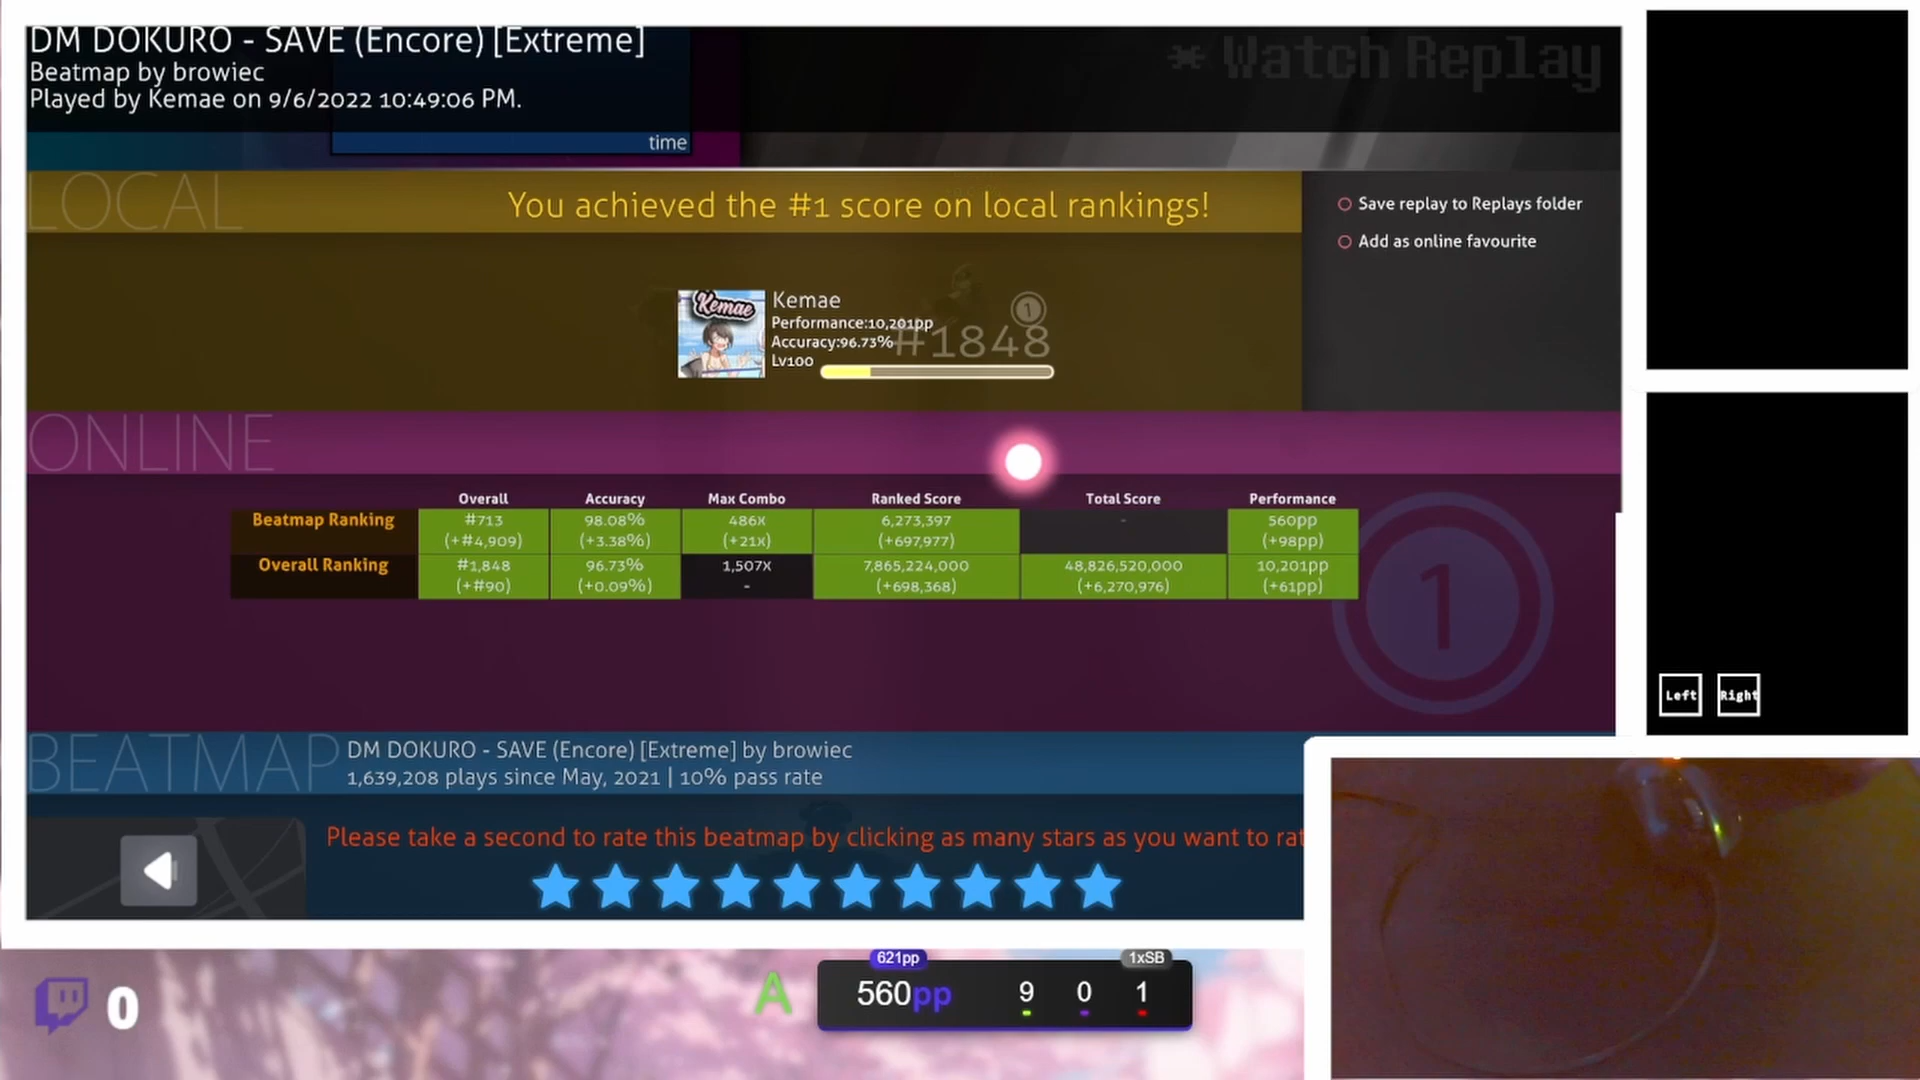 DM DOKURO - SAVE (Encore) [Extreme]
Beatmap by browiec
Played by Kemae on 9/6/2022 10:49:06 PM.
* Watch Replay
time
LOCAL
You achieved the #1 score on local rankings!
Save replay to Replays folder
Add as online favourite
Kemae
Kemae
1
Performance:10,201pp
#1848
Accuracy:96.73%
Lv100
ONLINE
Overall Accuracy Max Combo Ranked Score Total Score Performance
Beatmap Ranking #713 98.08% 486x 6,273,397 - 560pp
(+#4,909) (+3.38%) (+21x) (+697,977) (+98pp)
Overall Ranking #1,848 96.73% 1,507x 7,865,224,000 48,826,520,000 10,201pp
(+#90) (+0.09%) - (+698,368) (+6,270,976) (+61pp)
1
Left Right
BEATMAP
DM DOKURO - SAVE (Encore) [Extreme] by browiec
1,639,208 plays since May, 2021 | 10% pass rate
Please take a second to rate this beatmap by clicking as many stars as you want to rat
621pp 1xSB
0 A 560pp 9 0 1